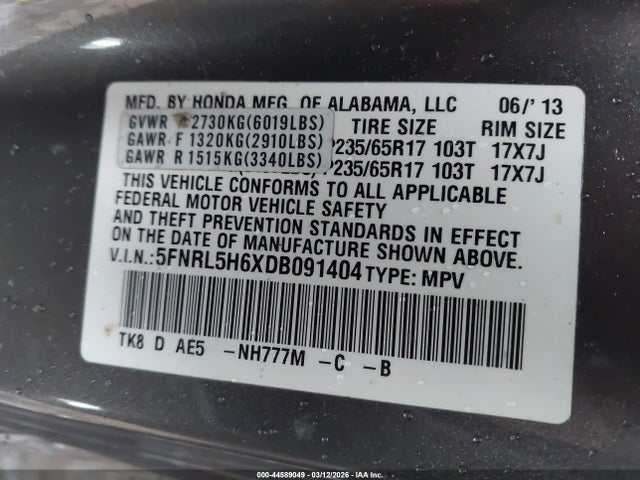 MFD. BY HONDA MFG. OF ALABAMA, LLC 06/'13
GVWR 2730KG(6019LBS) TIRE SIZE RIM SIZE
GAWR F 1320KG(2910LBS) P235/65R17 103T 17X7J
GAWR R 1515KG(3340LBS) P235/65R17 103T 17X7J
THIS VEHICLE CONFORMS TO ALL APPLICABLE
FEDERAL MOTOR VEHICLE SAFETY
AND THEFT PREVENTION STANDARDS IN EFFECT
ON THE DATE OF MANUFACTURE SHOWN ABOVE.
V.I.N.:5FNRL5H6XDB091404 TYPE: MPV
TK8 D AE5 -NH777M -C -B
000-44589049 | 03/12/2026 | IAA Inc.